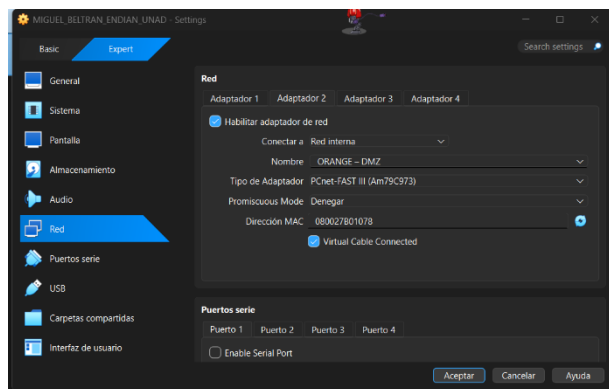 MIGUEL_BELTRAN_ENDIAN_UNAD - Settings
Basic Expert Search settings
General
Sistema
Pantalla
Almacenamiento
Audio
Red
Puertos serie
USB
Carpetas compartidas
Interfaz de usuario
Red
Adaptador 1 Adaptador 2 Adaptador 3 Adaptador 4
Habilitar adaptador de red
Conectar a Red interna
Nombre ORANGE – DMZ
Tipo de Adaptador PCnet-FAST III (Am79C973)
Promiscuous Mode Denegar
Dirección MAC 080027B01078
Virtual Cable Connected
Puertos serie
Puerto 1 Puerto 2 Puerto 3 Puerto 4
Enable Serial Port
Aceptar Cancelar Ayuda